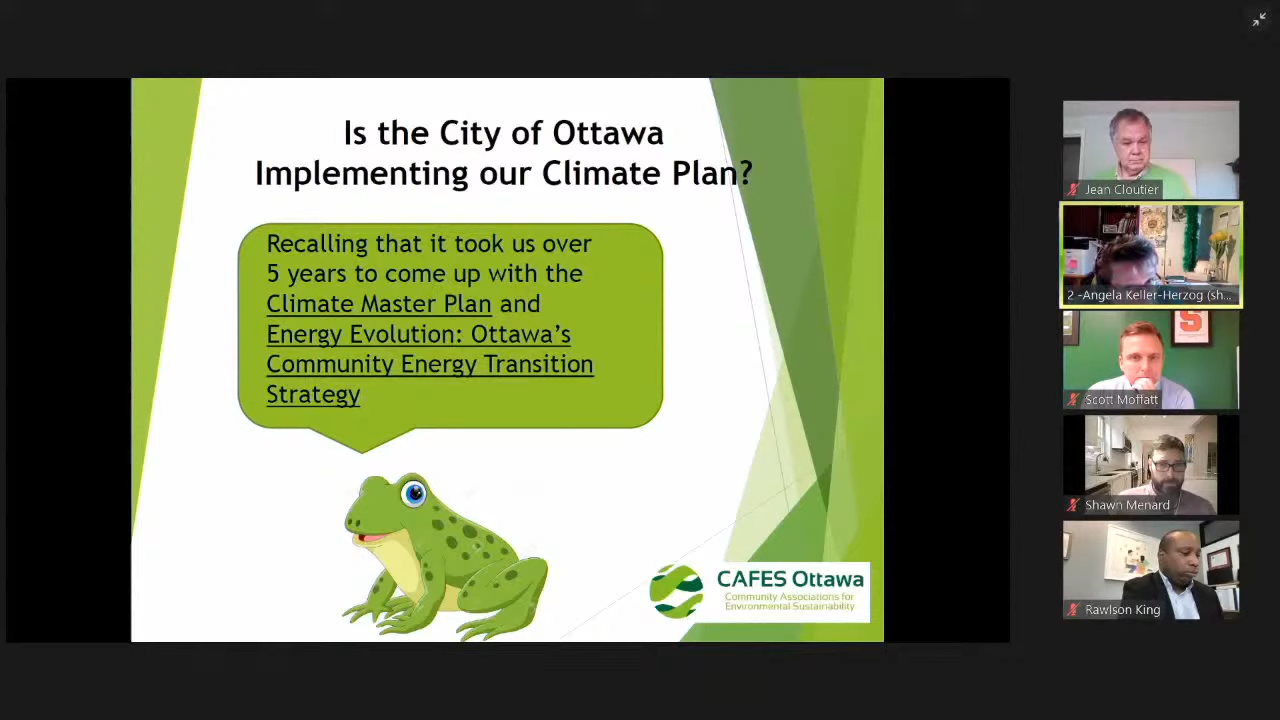 Is the City of Ottawa
Implementing our Climate Plan?
Recalling that it took us over
5 years to come up with the
Climate Master Plan and
Energy Evolution: Ottawa's
Community Energy Transition
Strategy
CAFES Ottawa
Community Associations for
Environmental Sustainability
Jean Cloutier
2 -Angela Keller-Herzog (sh...
Scott Moffatt
S
Shawn Menard
Rawlson King